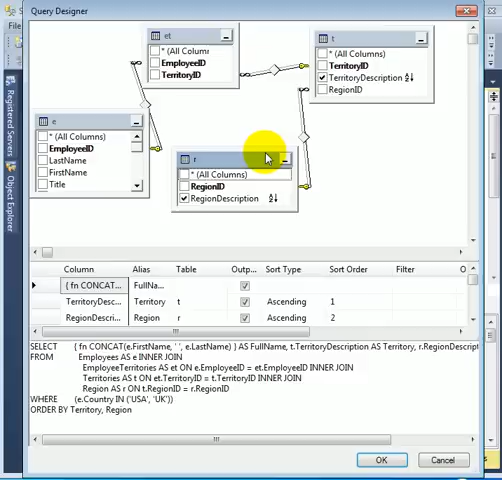 Query Designer
File
Registered Servers
Object Explorer
et
* (All Columns
EmployeeID
TerritoryID
t
* (All Columns)
TerritoryID
TerritoryDescription
RegionID
e
* (All Columns)
EmployeeID
LastName
FirstName
Title
r
* (All Columns)
RegionID
RegionDescription
Column Alias Table Outp... Sort Type Sort Order Filter O
{ fn CONCAT... FullNa...
TerritoryDesc... Territory t Ascending 1
RegionDescri... Region r Ascending 2
SELECT { fn CONCAT(e.FirstName, ' ', e.LastName) } AS FullName, t.TerritoryDescription AS Territory, r.RegionDescript
FROM Employees AS e INNER JOIN
EmployeeTerritories AS et ON e.EmployeeID = et.EmployeeID INNER JOIN
Territories AS t ON et.TerritoryID = t.TerritoryID INNER JOIN
Region AS r ON t.RegionID = r.RegionID
WHERE (e.Country IN ('USA', 'UK'))
ORDER BY Territory, Region
OK Cancel